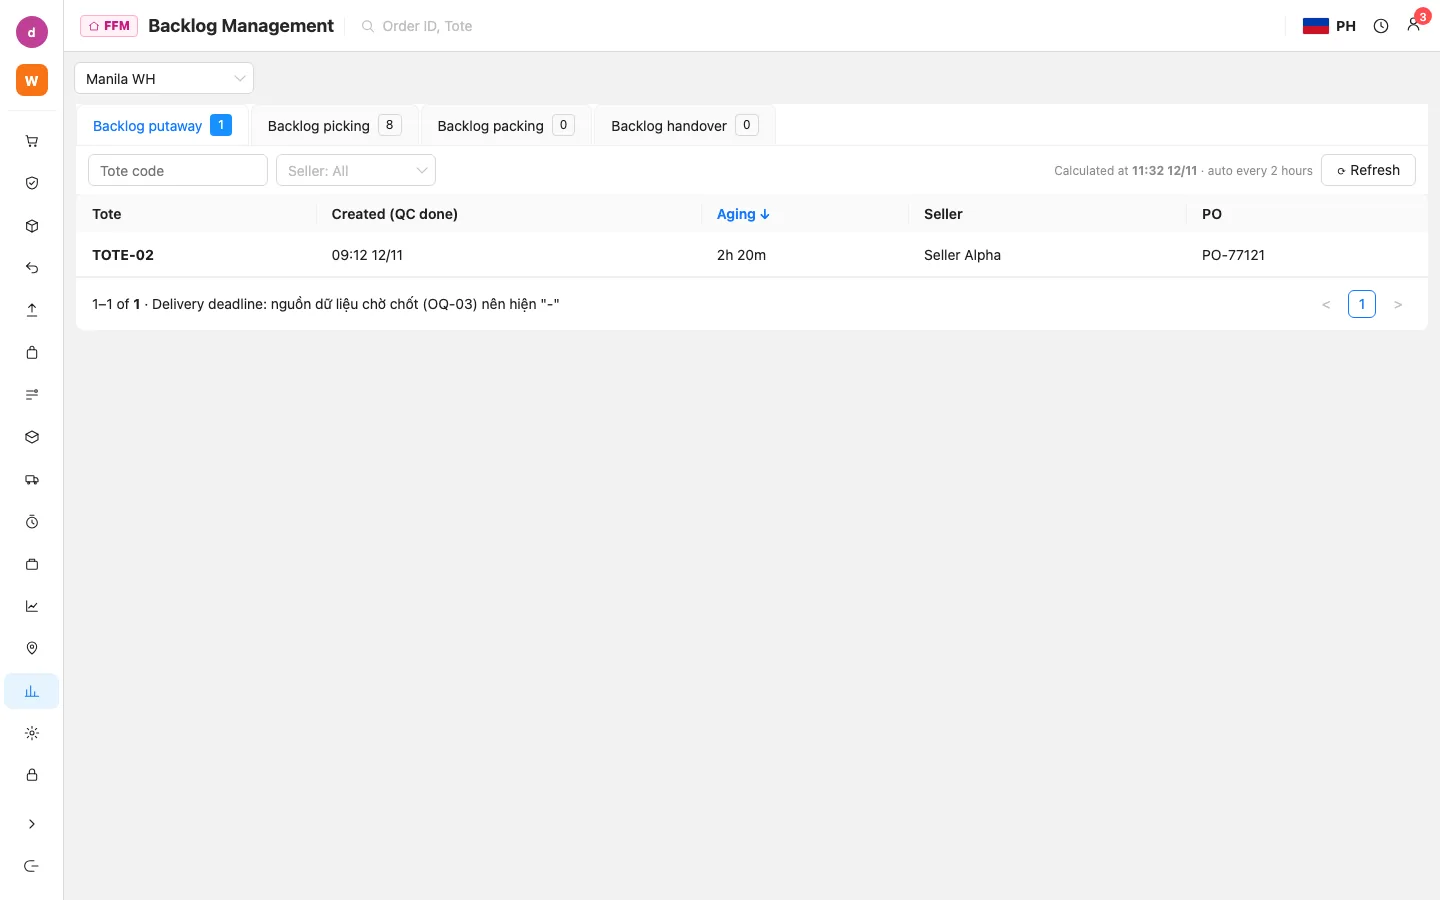 d
FFM
Backlog Management
Order ID, Tote
PH
3
W
Manila WH
Backlog putaway 1
Backlog picking 8
Backlog packing 0
Backlog handover 0
Tote code
Seller: All
Calculated at 11:32 12/11 · auto every 2 hours
Refresh
Tote Created (QC done) Aging ↓ Seller PO
TOTE-02 09:12 12/11 2h 20m Seller Alpha PO-77121
1–1 of 1 · Delivery deadline: nguồn dữ liệu chờ chốt (OQ-03) nên hiện "-"
< 1 >